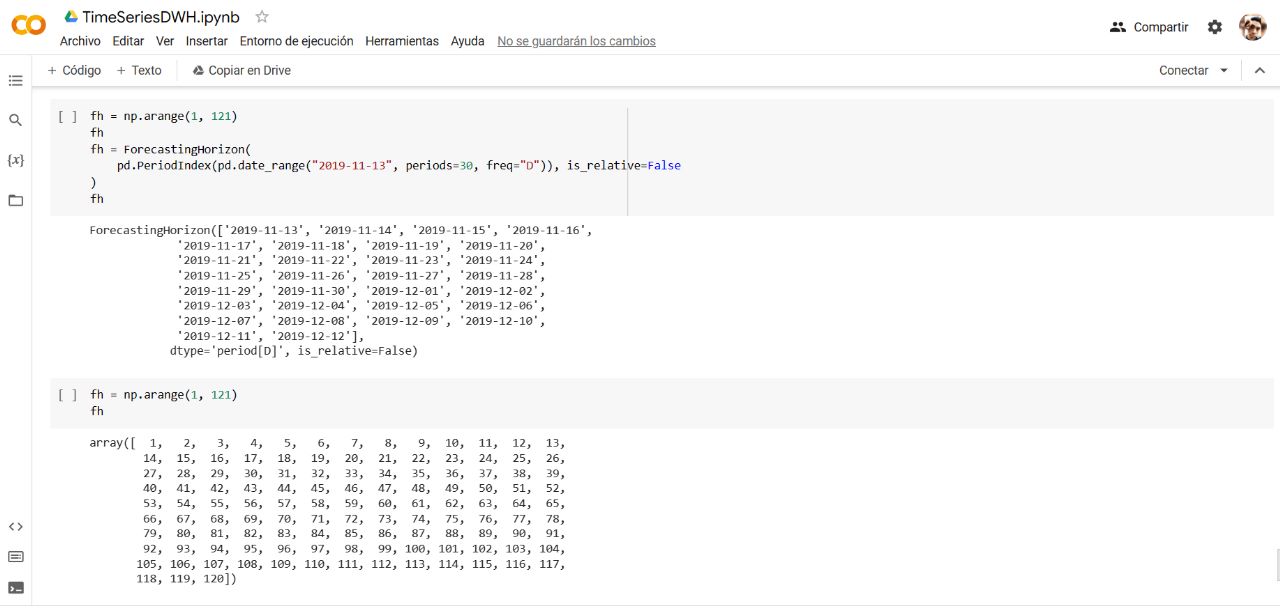 TimeSeriesDWH.ipynb
Archivo Editar Ver Insertar Entorno de ejecución Herramientas Ayuda No se guardarán los cambios
Compartir
+ Código + Texto Copiar en Drive
Conectar
[ ] fh = np.arange(1, 121)
fh
fh = ForecastingHorizon(
    pd.PeriodIndex(pd.date_range("2019-11-13", periods=30, freq="D")), is_relative=False
)
fh
ForecastingHorizon(['2019-11-13', '2019-11-14', '2019-11-15', '2019-11-16',
             '2019-11-17', '2019-11-18', '2019-11-19', '2019-11-20',
             '2019-11-21', '2019-11-22', '2019-11-23', '2019-11-24',
             '2019-11-25', '2019-11-26', '2019-11-27', '2019-11-28',
             '2019-11-29', '2019-11-30', '2019-12-01', '2019-12-02',
             '2019-12-03', '2019-12-04', '2019-12-05', '2019-12-06',
             '2019-12-07', '2019-12-08', '2019-12-09', '2019-12-10',
             '2019-12-11', '2019-12-12'],
            dtype='period[D]', is_relative=False)
[ ] fh = np.arange(1, 121)
fh
array([  1,   2,   3,   4,   5,   6,   7,   8,   9,  10,  11,  12,  13,
        14,  15,  16,  17,  18,  19,  20,  21,  22,  23,  24,  25,  26,
        27,  28,  29,  30,  31,  32,  33,  34,  35,  36,  37,  38,  39,
        40,  41,  42,  43,  44,  45,  46,  47,  48,  49,  50,  51,  52,
        53,  54,  55,  56,  57,  58,  59,  60,  61,  62,  63,  64,  65,
        66,  67,  68,  69,  70,  71,  72,  73,  74,  75,  76,  77,  78,
        79,  80,  81,  82,  83,  84,  85,  86,  87,  88,  89,  90,  91,
        92,  93,  94,  95,  96,  97,  98,  99, 100, 101, 102, 103, 104,
       105, 106, 107, 108, 109, 110, 111, 112, 113, 114, 115, 116, 117,
       118, 119, 120])